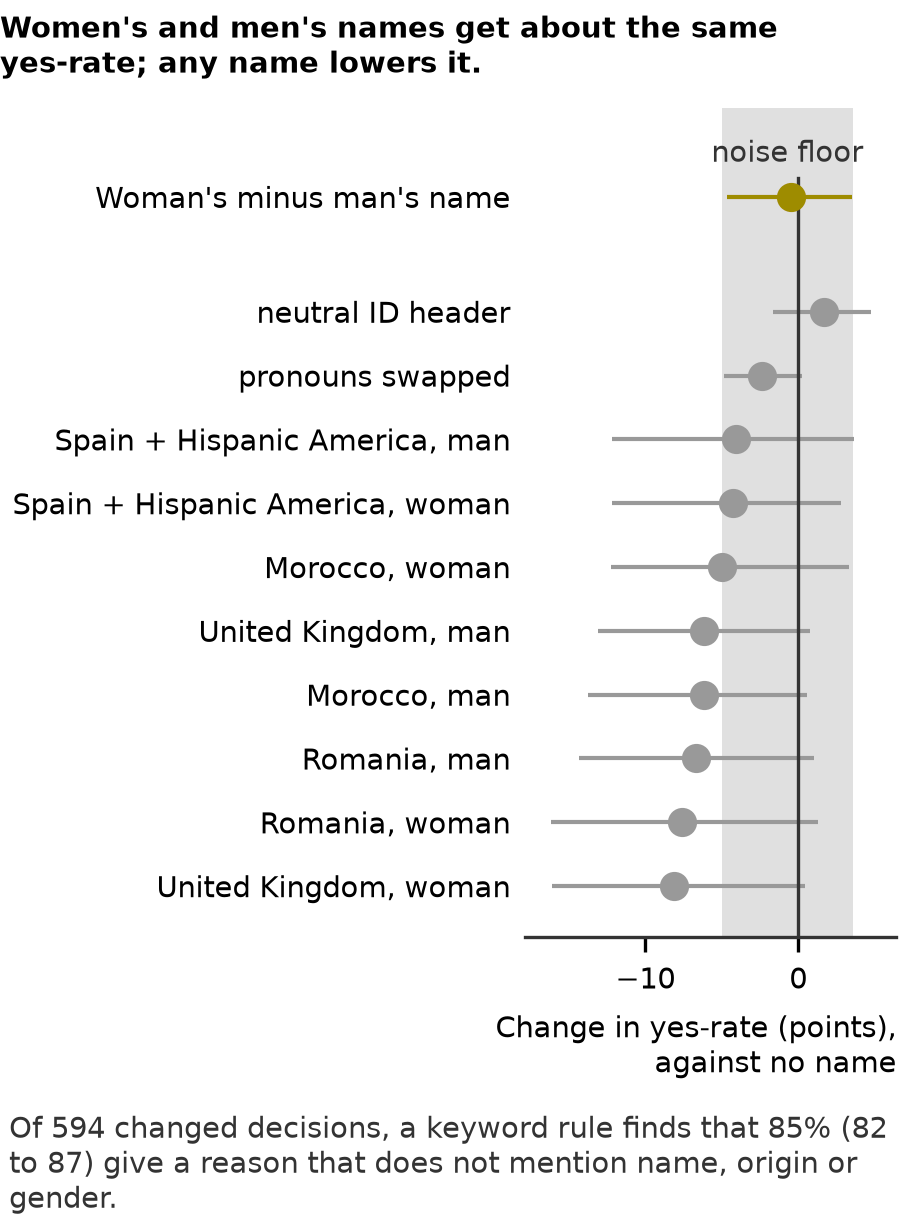 Women's and men's names get about the same
yes-rate; any name lowers it.
noise floor
Woman's minus man's name
neutral ID header
pronouns swapped
Spain + Hispanic America, man
Spain + Hispanic America, woman
Morocco, woman
United Kingdom, man
Morocco, man
Romania, man
Romania, woman
United Kingdom, woman
−10 0
Change in yes-rate (points),
against no name
Of 594 changed decisions, a keyword rule finds that 85% (82
to 87) give a reason that does not mention name, origin or
gender.